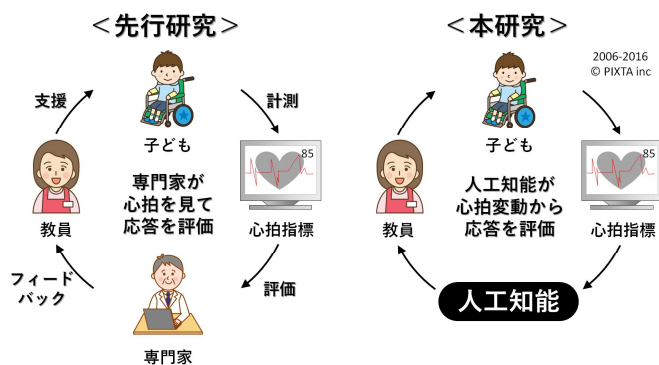 ＜先行研究＞
支援
計測
子ども
85
専門家が
心拍を見て
応答を評価
教員
心拍指標
フィード
バック
評価
専門家
＜本研究＞
2006-2016
© PIXTA inc
子ども
85
人工知能が
心拍変動から
応答を評価
教員
心拍指標
人工知能